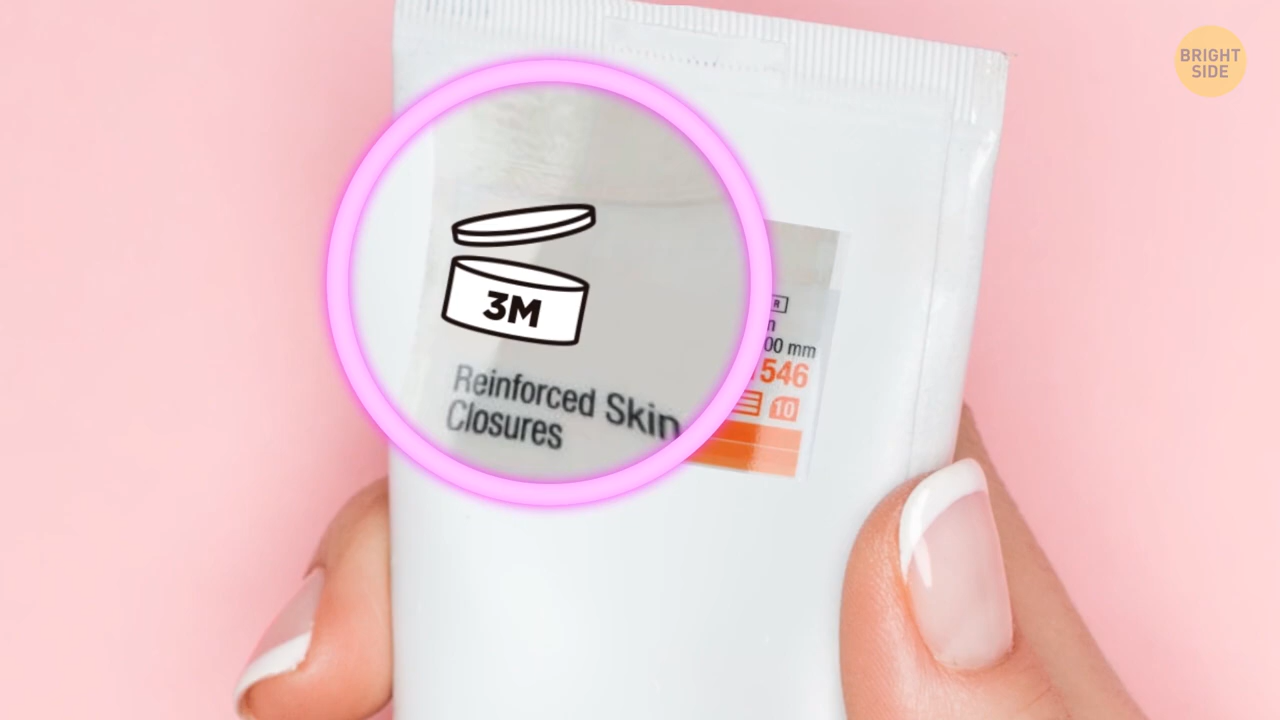 BRIGHT
SIDE
3M
R
n
00 mm
546
10
Reinforced Skin
Closures